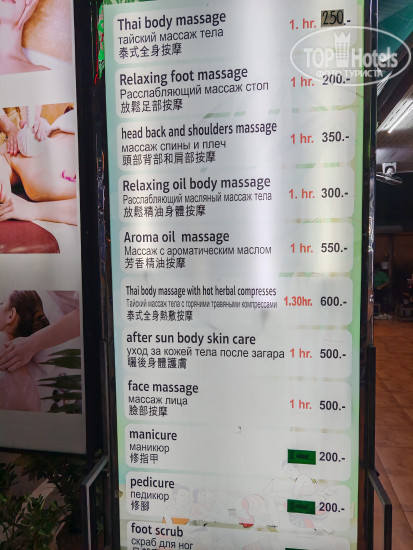 Thai body massage
тайский массаж тела
泰式全身按摩
1. hr. 250.-
TOP Hotels
Relaxing foot massage
Расслабляющий массаж стоп
放鬆足部按摩
1 hr. 200.-
head back and shoulders massage
массаж спины и плеч
頭部背部和肩部按摩
1 hr. 350.-
Relaxing oil body massage
Расслабляющий масляный массаж тела
放鬆精油身體按摩
1. hr. 300.-
Aroma oil massage
Массаж с ароматическим маслом
芳香精油按摩
1 hr. 550.-
Thai body massage with hot herbal compresses
Тайский массаж тела с горячими травяными компрессами
泰式全身熱敷按摩
1.30hr. 600.-
after sun body skin care
уход за кожей тела после загара
曬後身體護膚
1 hr. 500.-
face massage
массаж лица
臉部按摩
1 hr. 500.-
manicure
маникюр
修指甲
200.-
pedicure
педикюр
修腳
200.-
foot scrub
скраб для ног